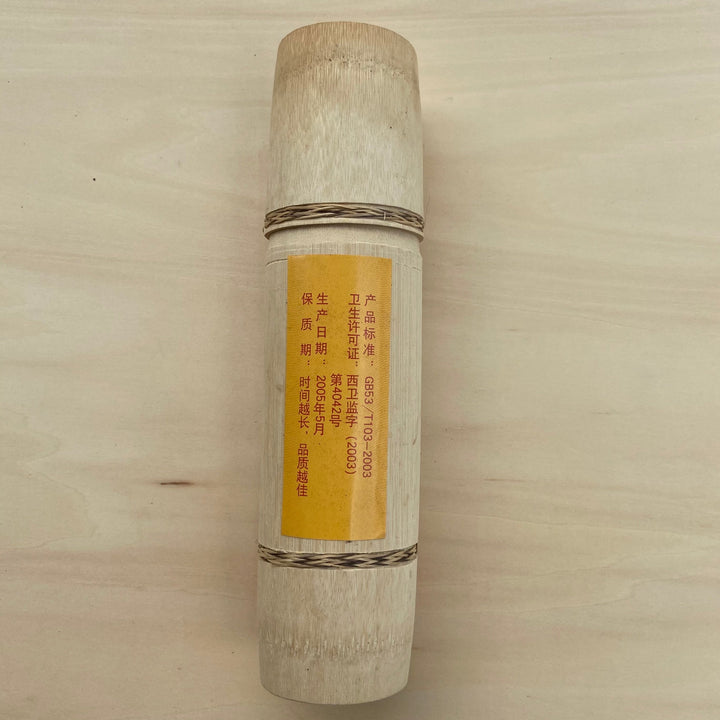 产品标准：GB53/T103—2003
卫生许可证：西卫监字（2003）
第4042号
生产日期：2005年5月
保质期：时间越长，品质越佳